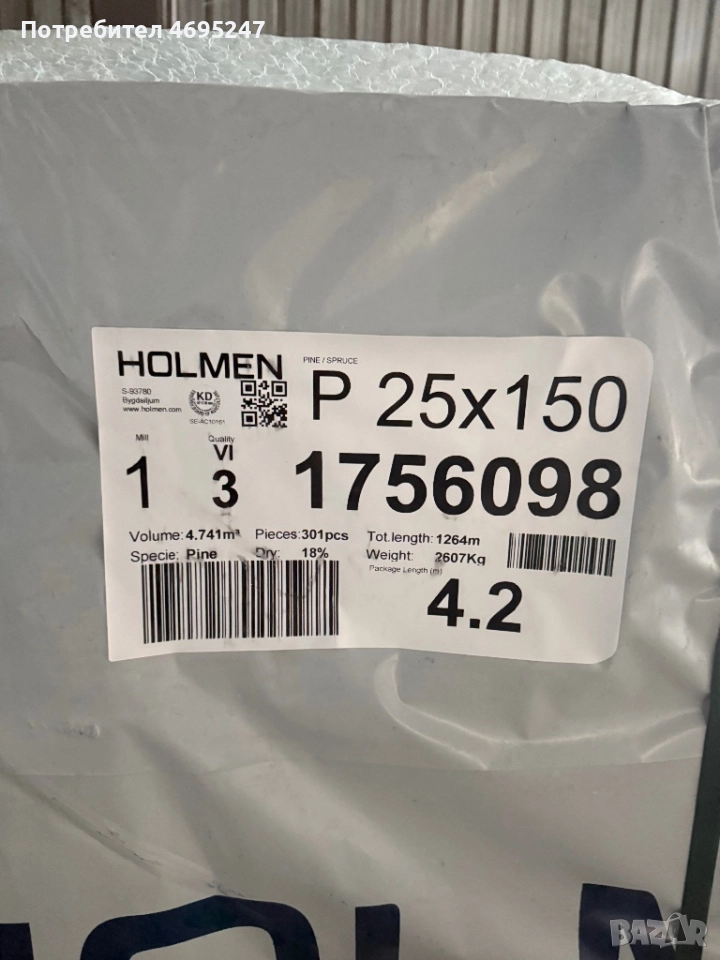 Потребител 4695247
HOLMEN
PINE / SPRUCE
P 25x150
S-93780
Bygdsiljum
www.holmen.com
KD
SE-AC10161
Mill
Quality
VI
1
3
1756098
Volume: 4.741m³ Pieces: 301pcs Tot.length: 1264m
Specie: Pine Dry: 18% Weight: 2607Kg
Package Length (m)
4.2
HOLM
BAZAR